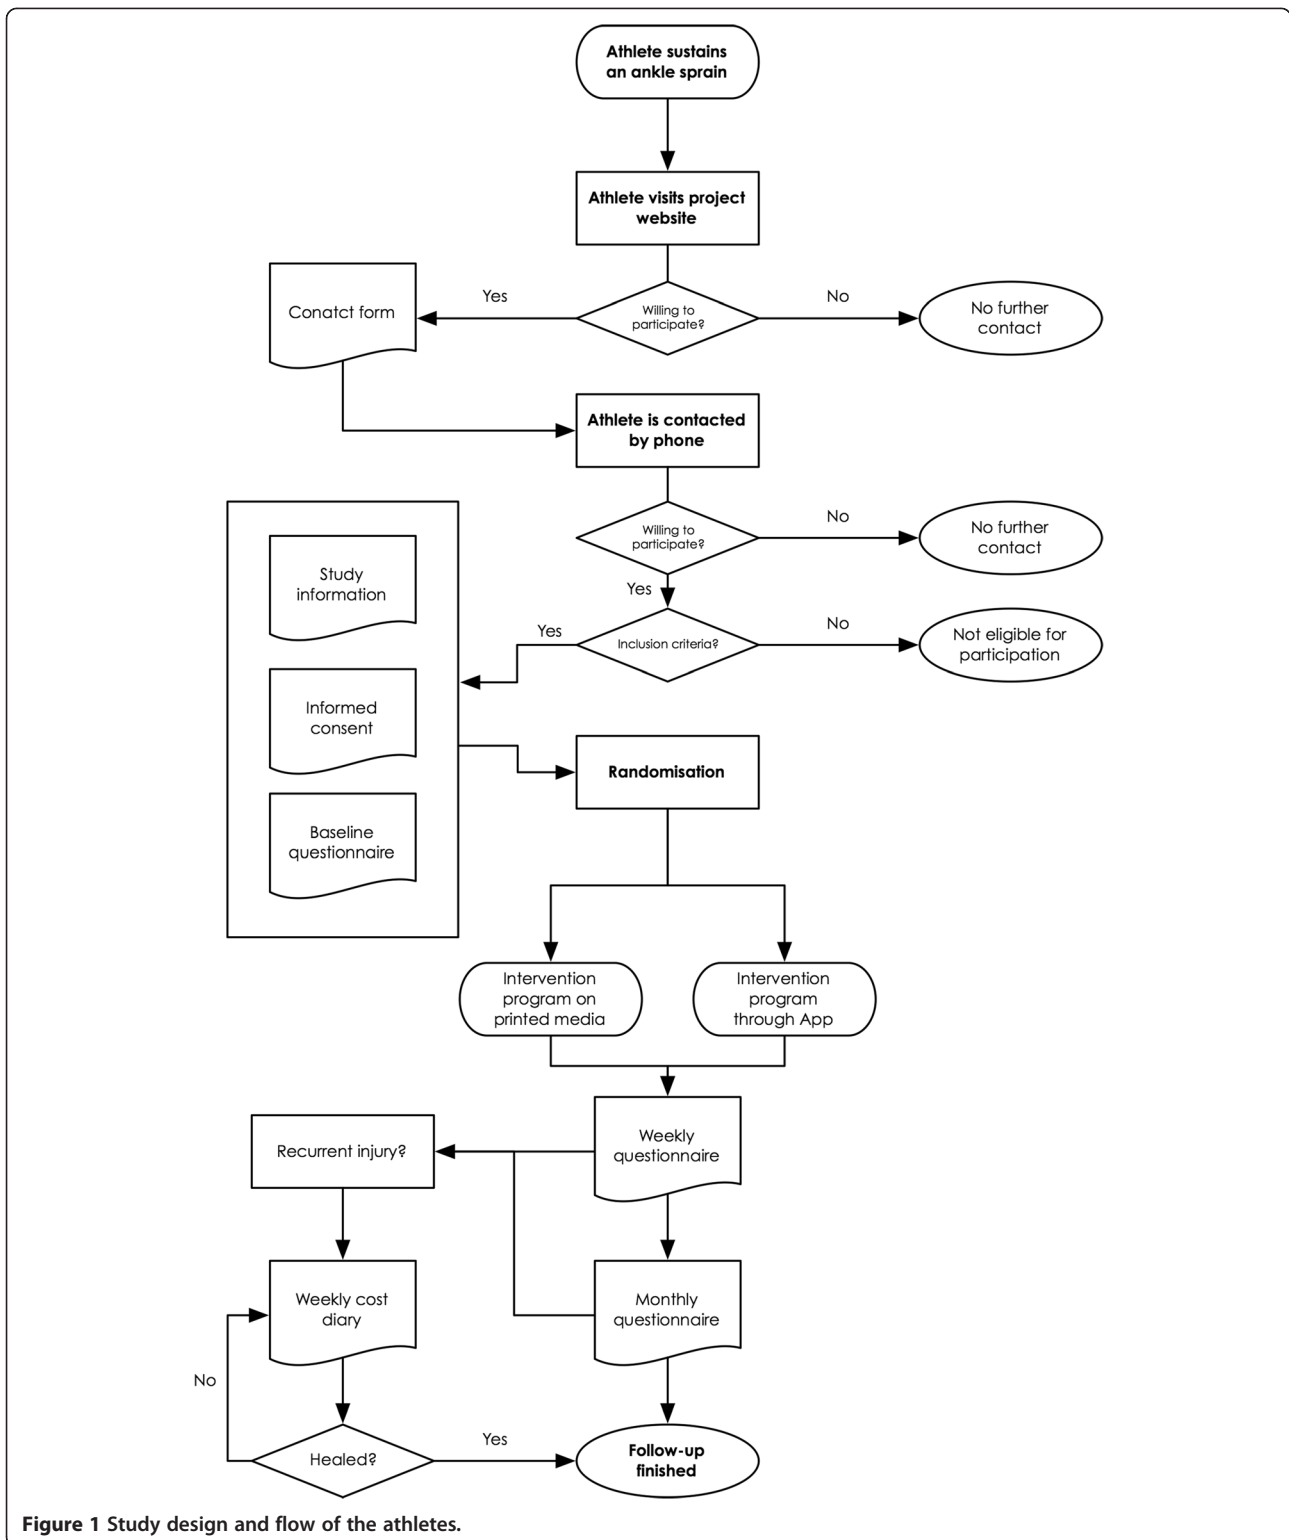 Athlete sustains
an ankle sprain
Athlete visits project
website
Conatct form
Yes
Willing to
participate?
No
No further
contact
Athlete is contacted
by phone
Willing to
participate?
No
No further
contact
Yes
Inclusion criteria?
Yes
No
Not eligible for
participation
Study
information
Informed
consent
Baseline
questionnaire
Randomisation
Intervention
program on
printed media
Intervention
program
through App
Weekly
questionnaire
Recurrent injury?
Monthly
questionnaire
Weekly cost
diary
No
Healed?
Yes
Follow-up
finished
Figure 1 Study design and flow of the athletes.